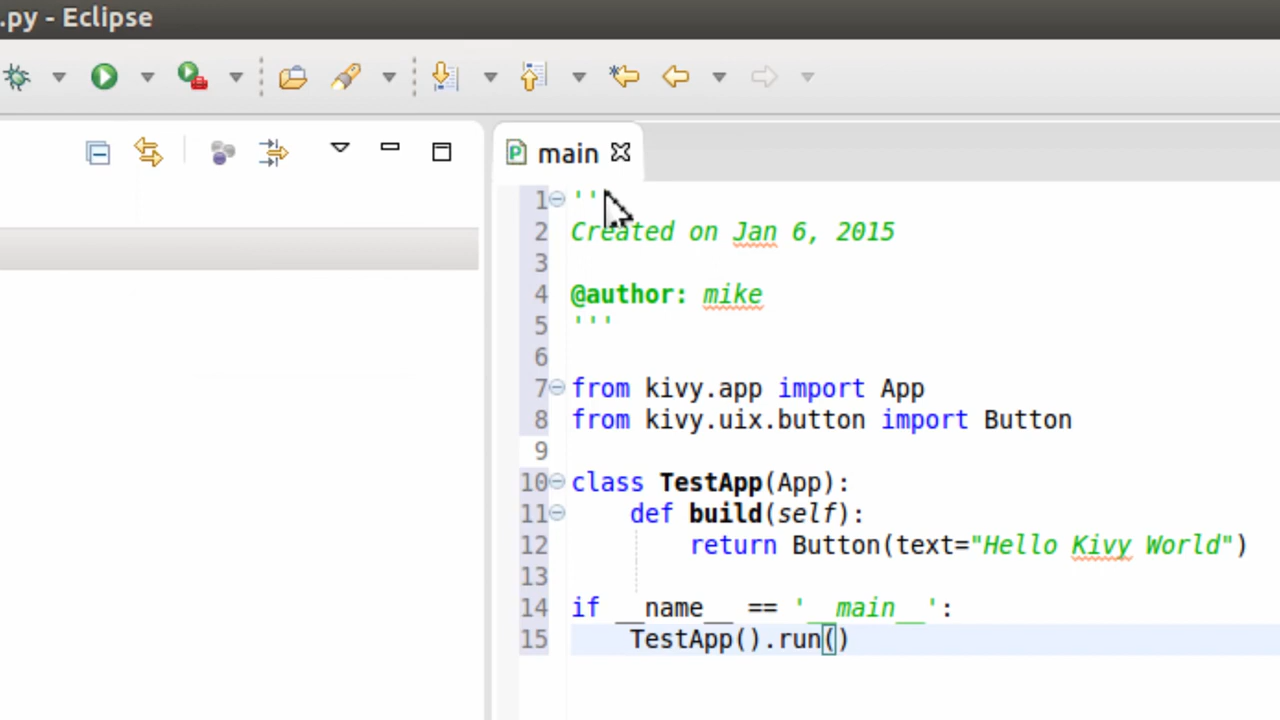 .py - Eclipse
main
1 '''
2 Created on Jan 6, 2015
3
4 @author: mike
5 '''
6
7 from kivy.app import App
8 from kivy.uix.button import Button
9
10 class TestApp(App):
11 def build(self):
12 return Button(text="Hello Kivy World")
13
14 if __name__ == '__main__':
15 TestApp().run()